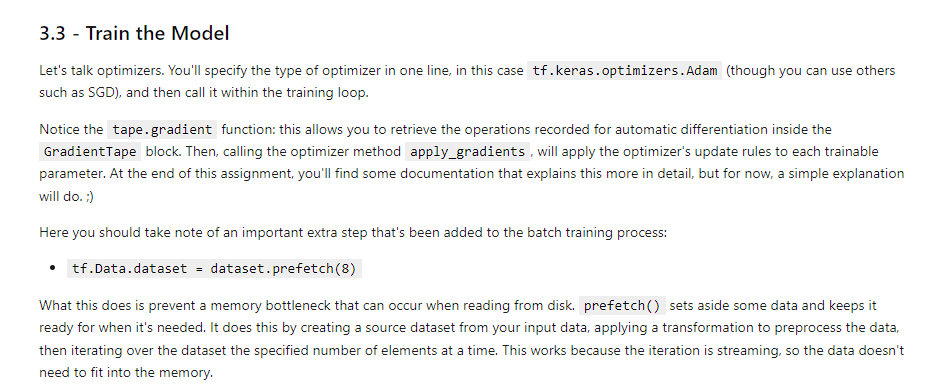 3.3 - Train the Model
Let's talk optimizers. You'll specify the type of optimizer in one line, in this case tf.keras.optimizers.Adam (though you can use others
such as SGD), and then call it within the training loop.
Notice the tape.gradient function: this allows you to retrieve the operations recorded for automatic differentiation inside the
GradientTape block. Then, calling the optimizer method apply_gradients , will apply the optimizer's update rules to each trainable
parameter. At the end of this assignment, you'll find some documentation that explains this more in detail, but for now, a simple explanation
will do. ;)
Here you should take note of an important extra step that's been added to the batch training process:
• tf.Data.dataset = dataset.prefetch(8)
What this does is prevent a memory bottleneck that can occur when reading from disk. prefetch() sets aside some data and keeps it
ready for when it's needed. It does this by creating a source dataset from your input data, applying a transformation to preprocess the data,
then iterating over the dataset the specified number of elements at a time. This works because the iteration is streaming, so the data doesn't
need to fit into the memory.